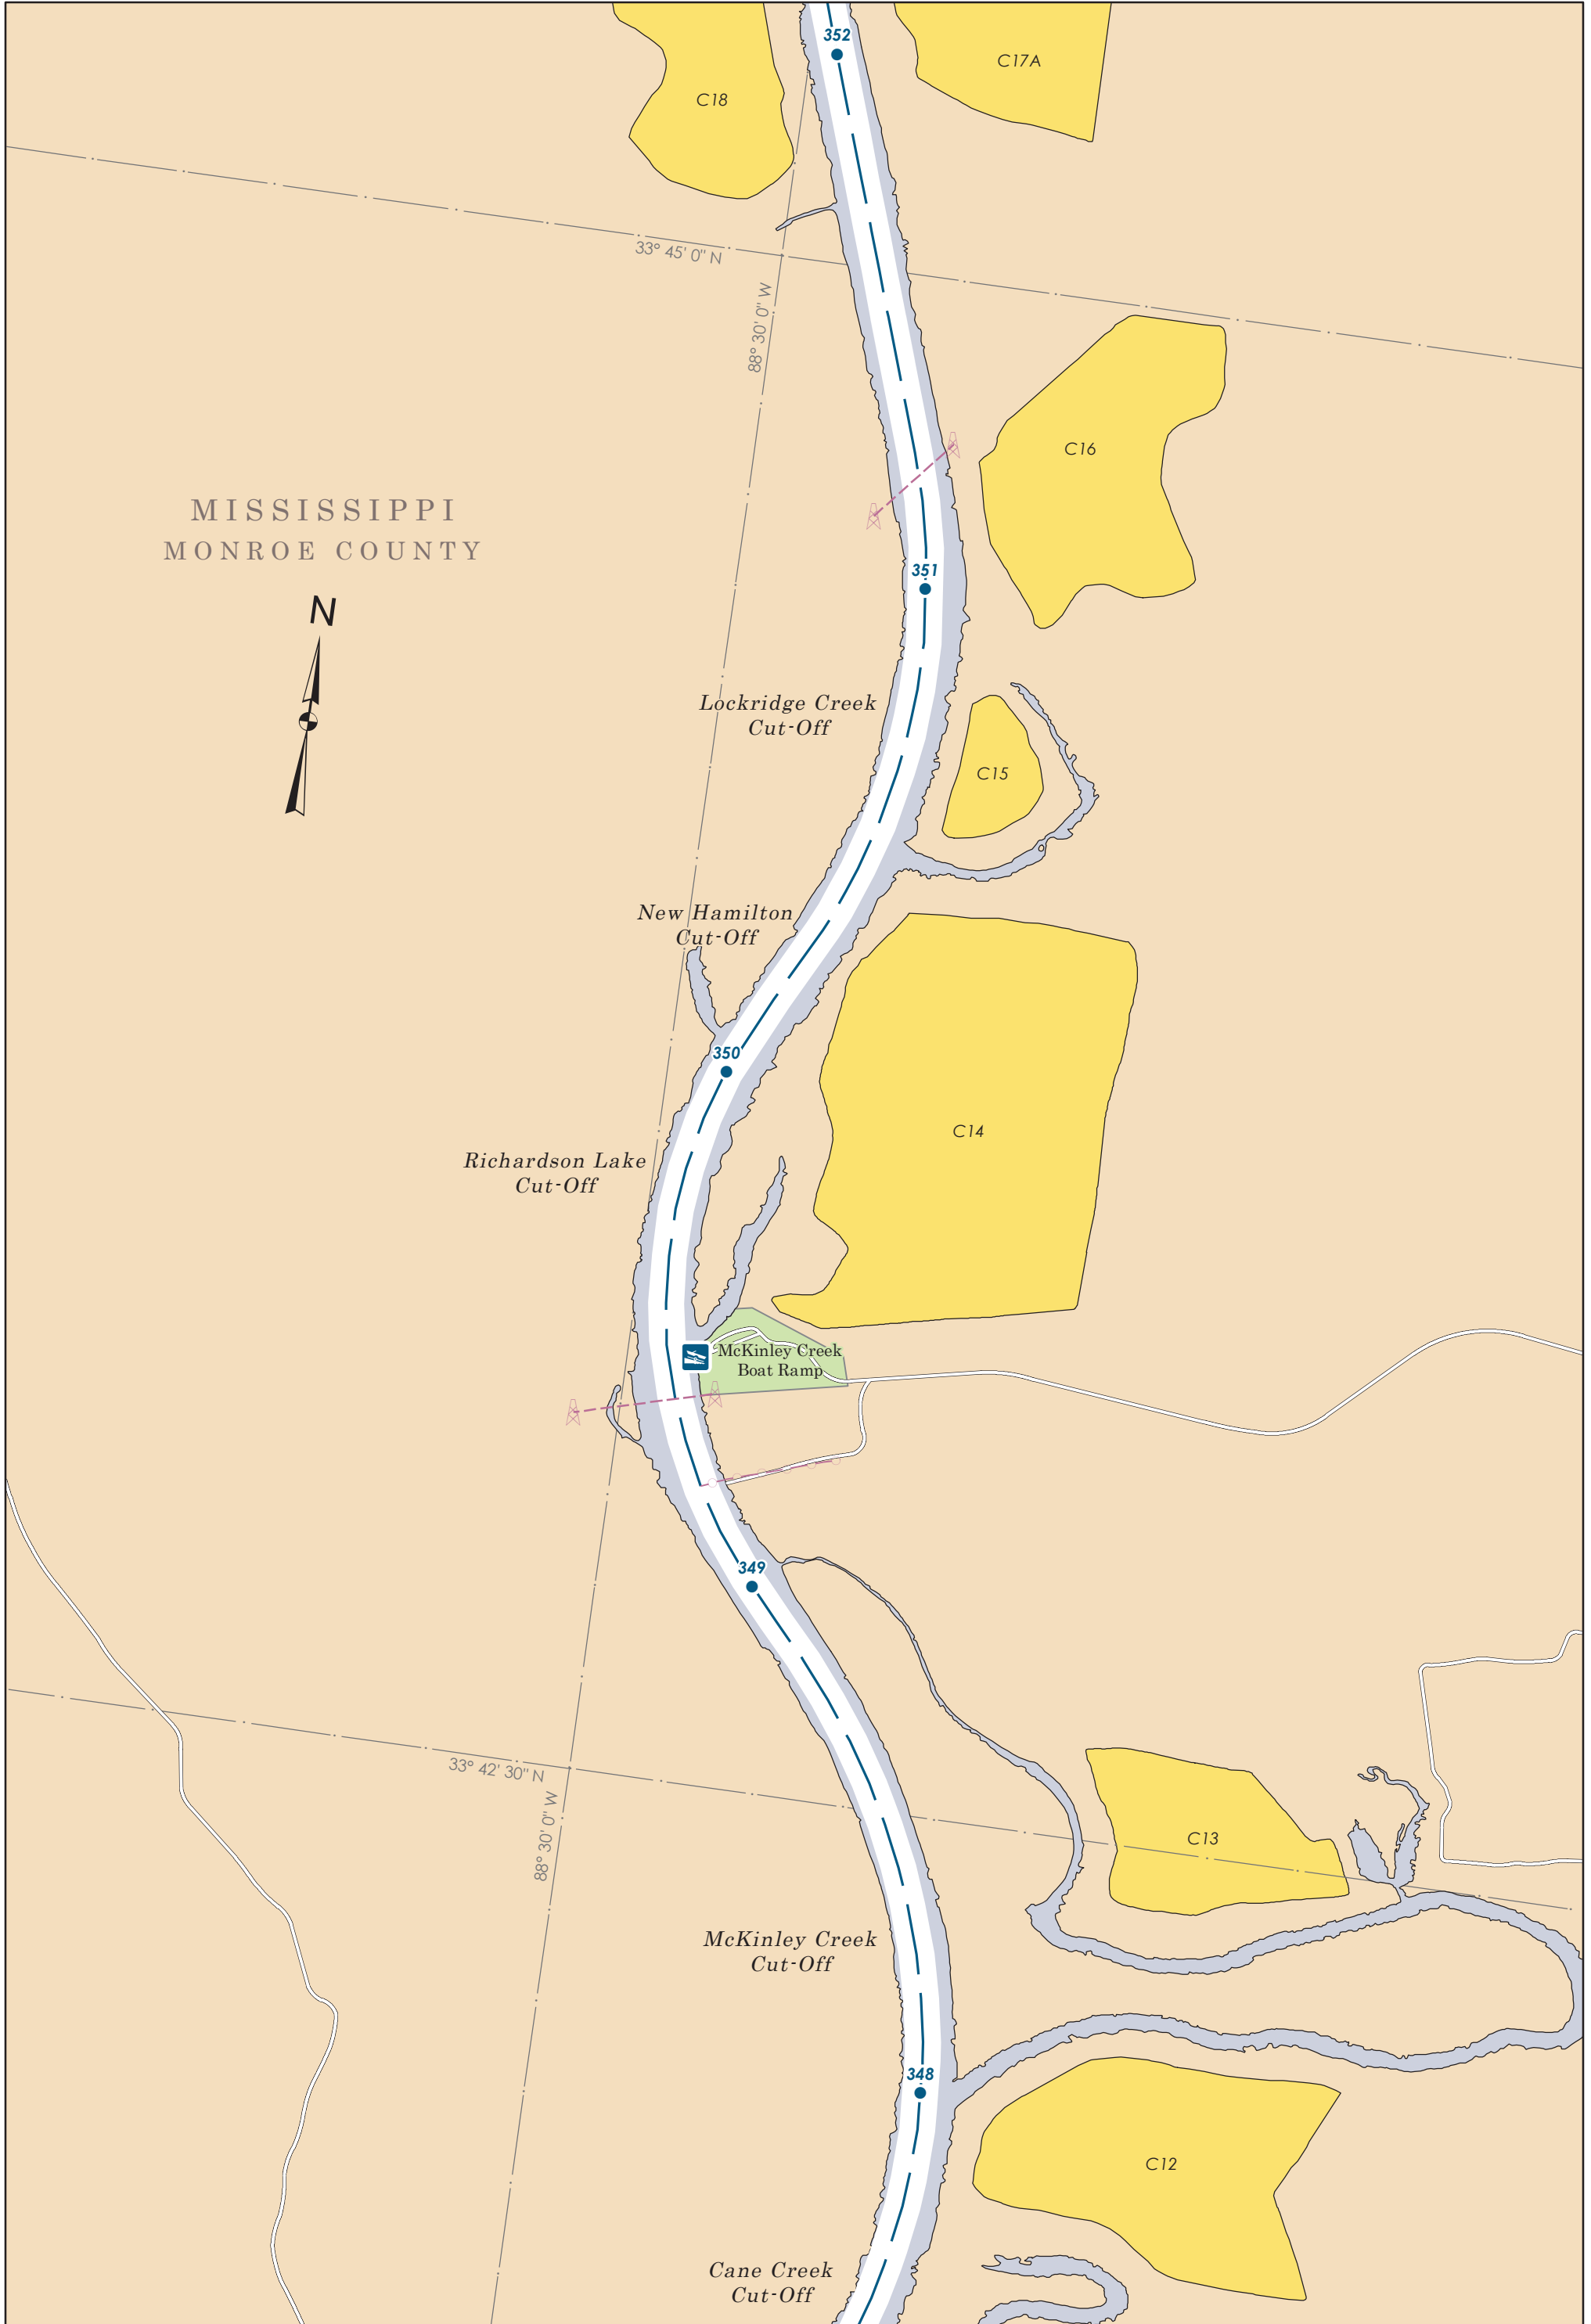 352
C17A
C18
33° 45' 0" N
88° 30' 0" W
C16
MISSISSIPPI
MONROE COUNTY
351
N
Lockridge Creek
Cut-Off
C15
New Hamilton
Cut-Off
350
C14
Richardson Lake
Cut-Off
McKinley Creek
Boat Ramp
349
33° 42' 30" N
88° 30' 0" W
C13
McKinley Creek
Cut-Off
348
C12
Cane Creek
Cut-Off